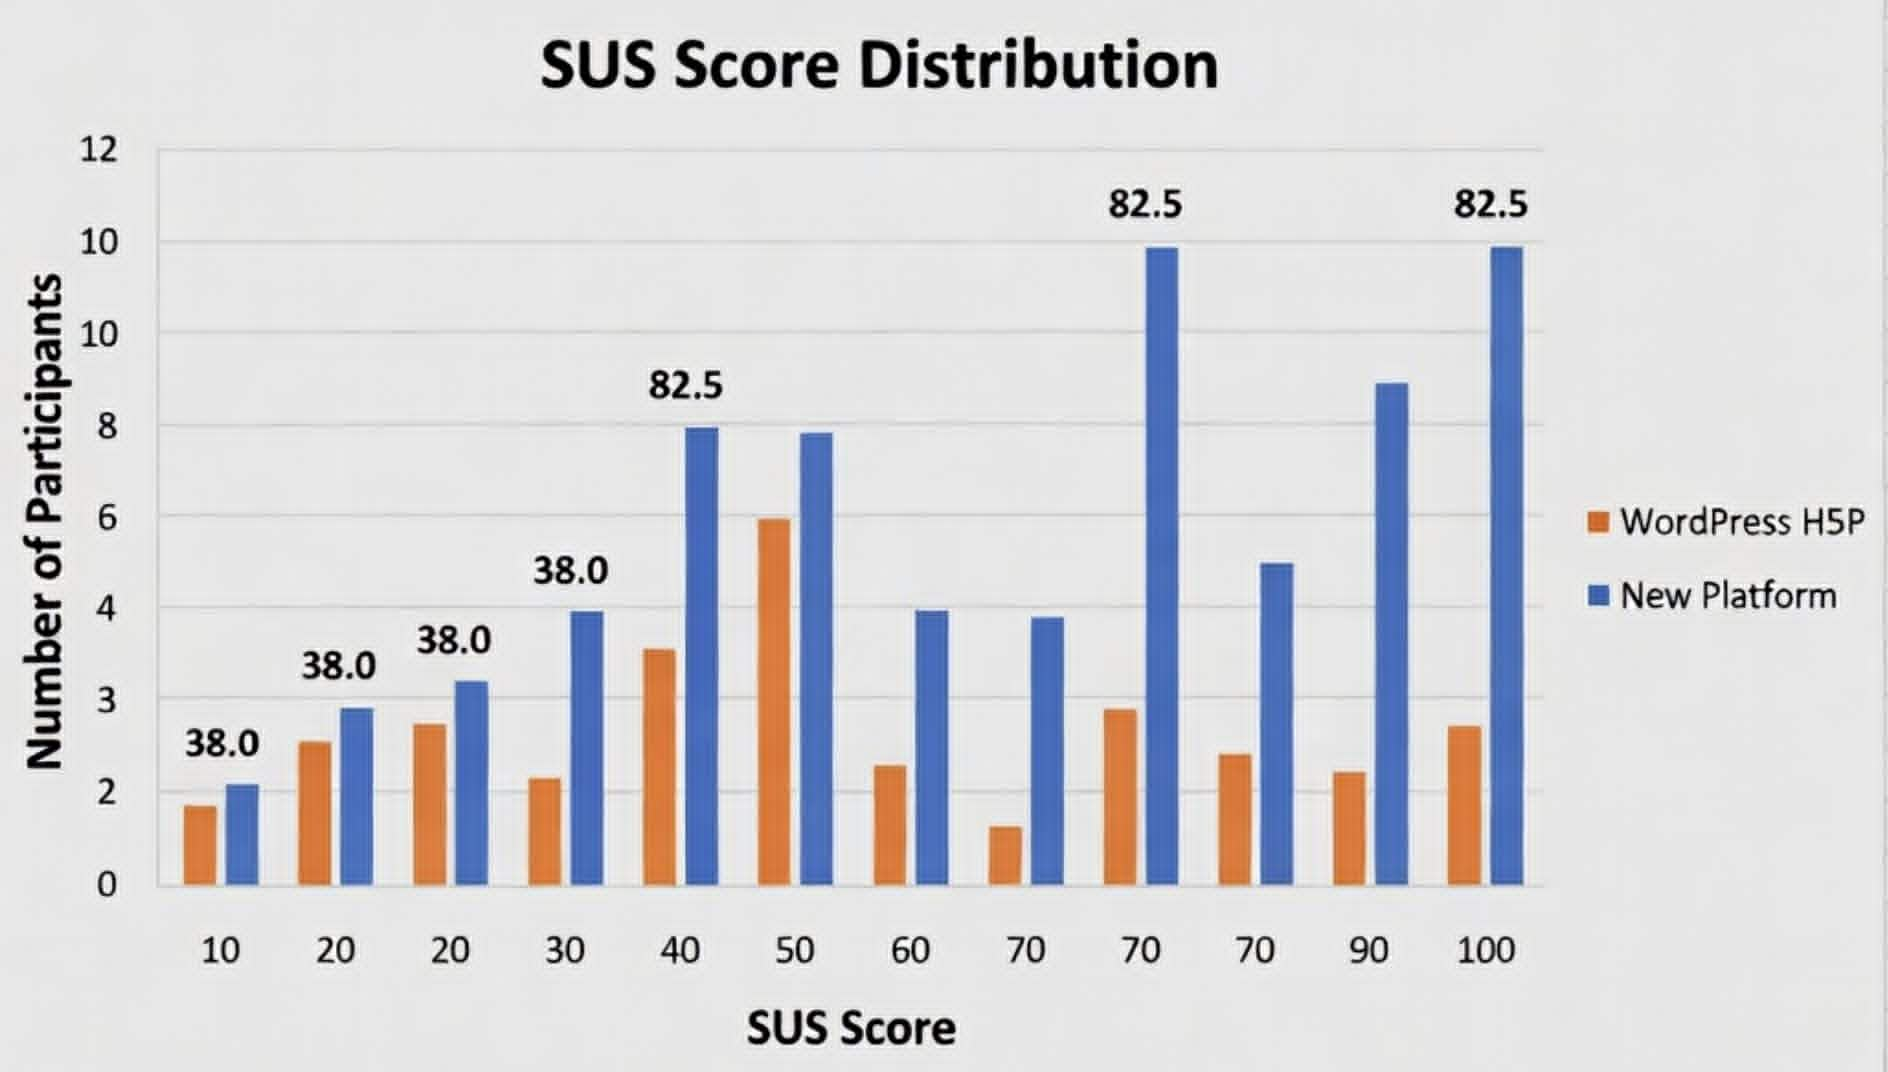 SUS Score Distribution
12
10
10
8
6
4
3
2
0
Number of Participants
38.0
38.0
38.0
38.0
82.5
82.5
82.5
10 20 20 30 40 50 60 70 70 70 90 100
SUS Score
WordPress H5P
New Platform